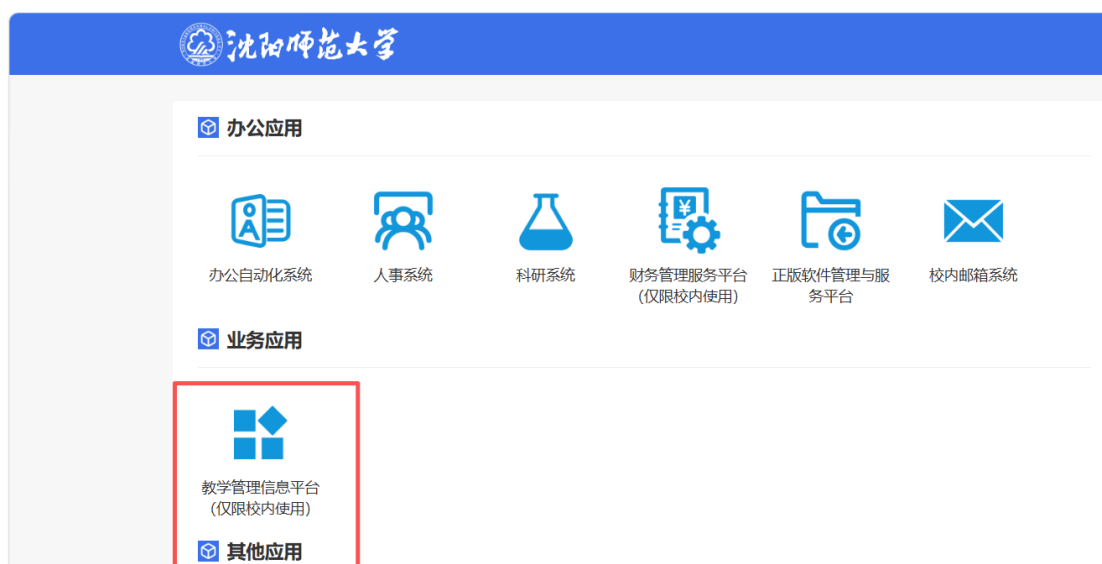 沈阳师范大学
办公应用
OA
办公自动化系统
人事系统
科研系统
¥
财务管理服务平台
(仅限校内使用)
正版软件管理与服
务平台
校内邮箱系统
业务应用
教学管理信息平台
(仅限校内使用)
其他应用